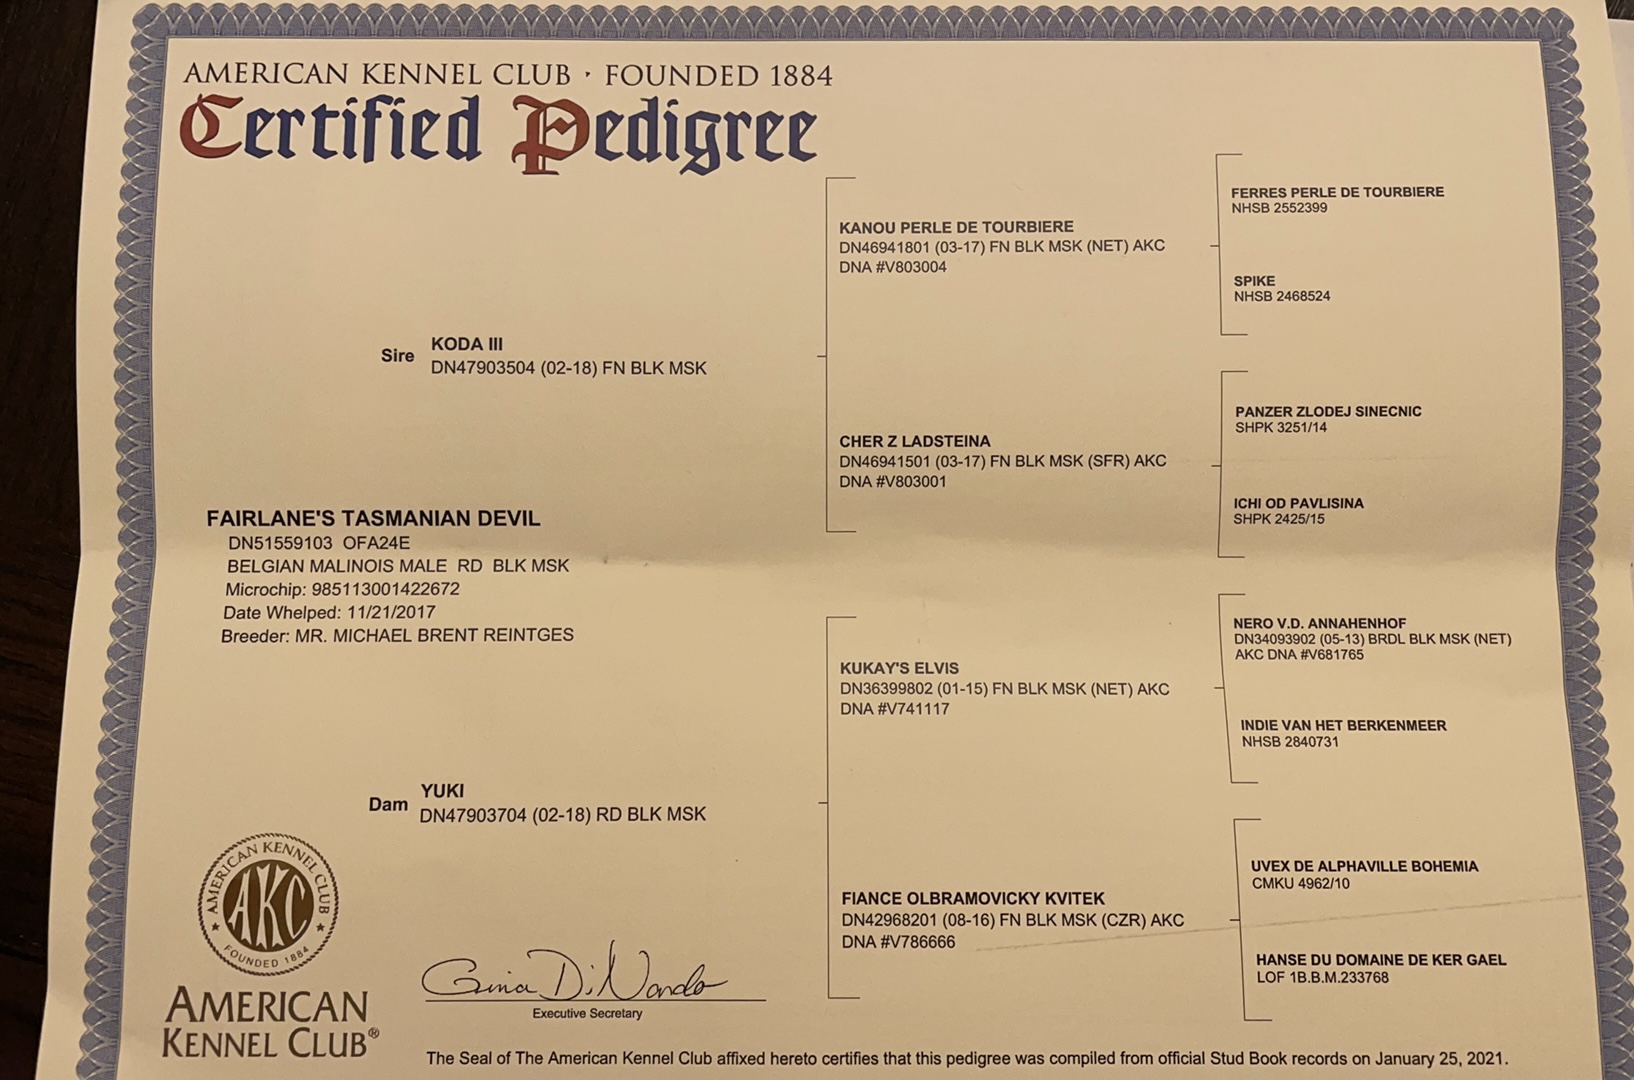 AMERICAN KENNEL CLUB · FOUNDED 1884
Certified Pedigree
FERRES PERLE DE TOURBIERE
NHSB 2552399
KANOU PERLE DE TOURBIERE
DN46941801 (03-17) FN BLK MSK (NET) AKC
DNA #V803004
SPIKE
NHSB 2468524
Sire
KODA III
DN47903504 (02-18) FN BLK MSK
PANZER ZLODEJ SINECNIC
SHPK 3251/14
CHER Z LADSTEINA
DN46941501 (03-17) FN BLK MSK (SFR) AKC
DNA #V803001
ICHI OD PAVLISINA
SHPK 2425/15
FAIRLANE'S TASMANIAN DEVIL
DN51559103 OFA24E
BELGIAN MALINOIS MALE RD BLK MSK
Microchip: 985113001422672
Date Whelped: 11/21/2017
Breeder: MR. MICHAEL BRENT REINTGES
NERO V.D. ANNAHENHOF
DN34093902 (05-13) BRDL BLK MSK (NET)
AKC DNA #V681765
KUKAY'S ELVIS
DN36399802 (01-15) FN BLK MSK (NET) AKC
DNA #V741117
INDIE VAN HET BERKENMEER
NHSB 2840731
Dam
YUKI
DN47903704 (02-18) RD BLK MSK
UVEX DE ALPHAVILLE BOHEMIA
CMKU 4962/10
FIANCE OLBRAMOVICKY KVITEK
DN42968201 (08-16) FN BLK MSK (CZR) AKC
DNA #V786666
HANSE DU DOMAINE DE KER GAEL
LOF 1B.B.M.233768
AMERICAN KENNEL CLUB
AKC
FOUNDED 1884
AMERICAN
KENNEL CLUB®
Gina DiNardo
Executive Secretary
The Seal of The American Kennel Club affixed hereto certifies that this pedigree was compiled from official Stud Book records on January 25, 2021.